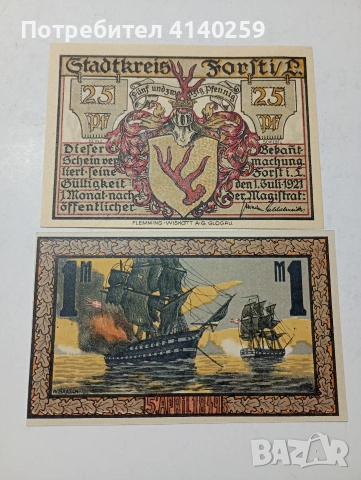 Потребител 4140259
Stadtkreis Forst i/L.
Fünf und zwanzig Pfennig
25 Pf
25 Pf
Dieser Bekant-
Schein ver machung
liert seine Forst i. L.
Gültigkeit den 1. Juli 1921
1 Monat nach Der Magistrat:
öffentlicher
FLEMMING-WISKOTT A-G. GLOGAU.
1 M
M 1
5. APRIL 1849
BAZAR
bg